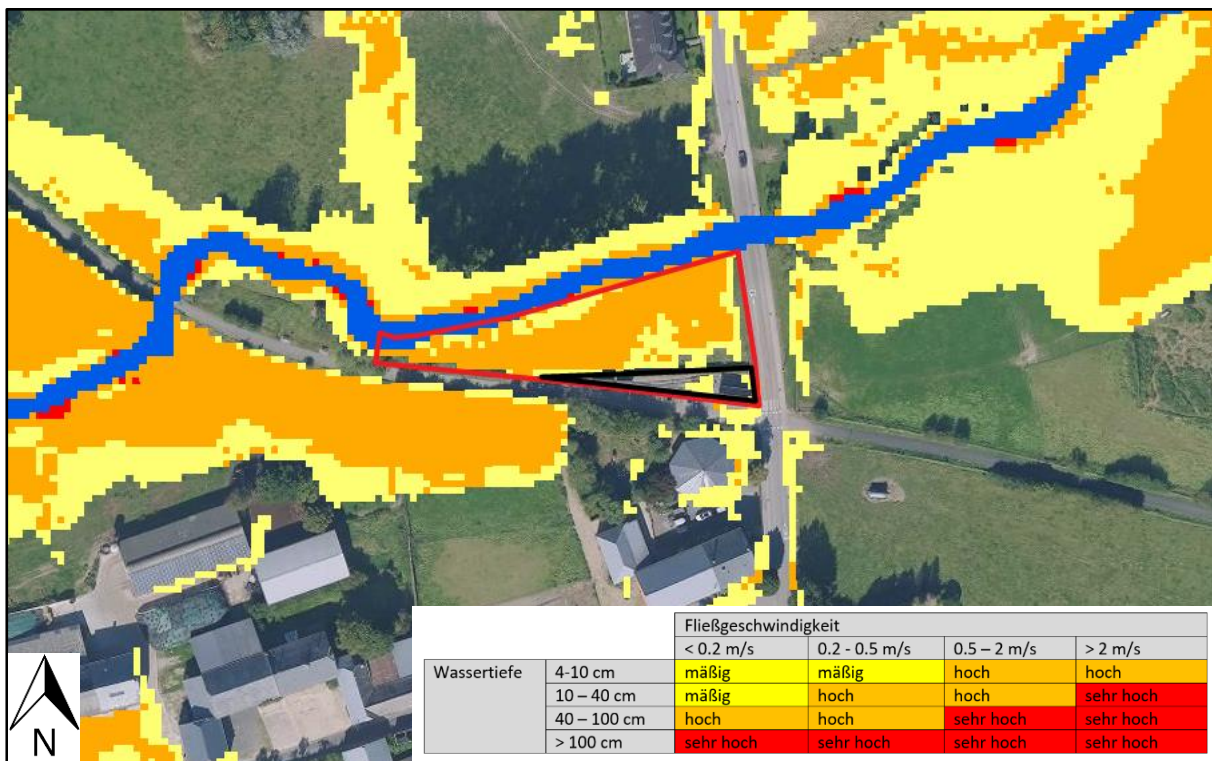 Fließgeschwindigkeit
< 0.2 m/s 0.2 - 0.5 m/s 0.5 – 2 m/s > 2 m/s
Wassertiefe 4-10 cm mäßig mäßig hoch hoch
10 – 40 cm mäßig hoch hoch sehr hoch
40 – 100 cm hoch hoch sehr hoch sehr hoch
> 100 cm sehr hoch sehr hoch sehr hoch sehr hoch
N